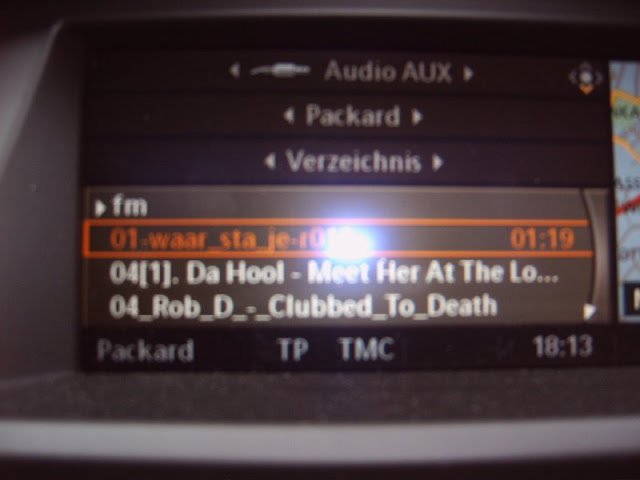 Audio AUX
Packard
Verzeichnis
fm
01-waar_sta_je- 01:19
04[1]. Da Hool - Meet Her At The Lo...
04_Rob_D_-_Clubbed_To_Death
Packard TP TMC 18:13